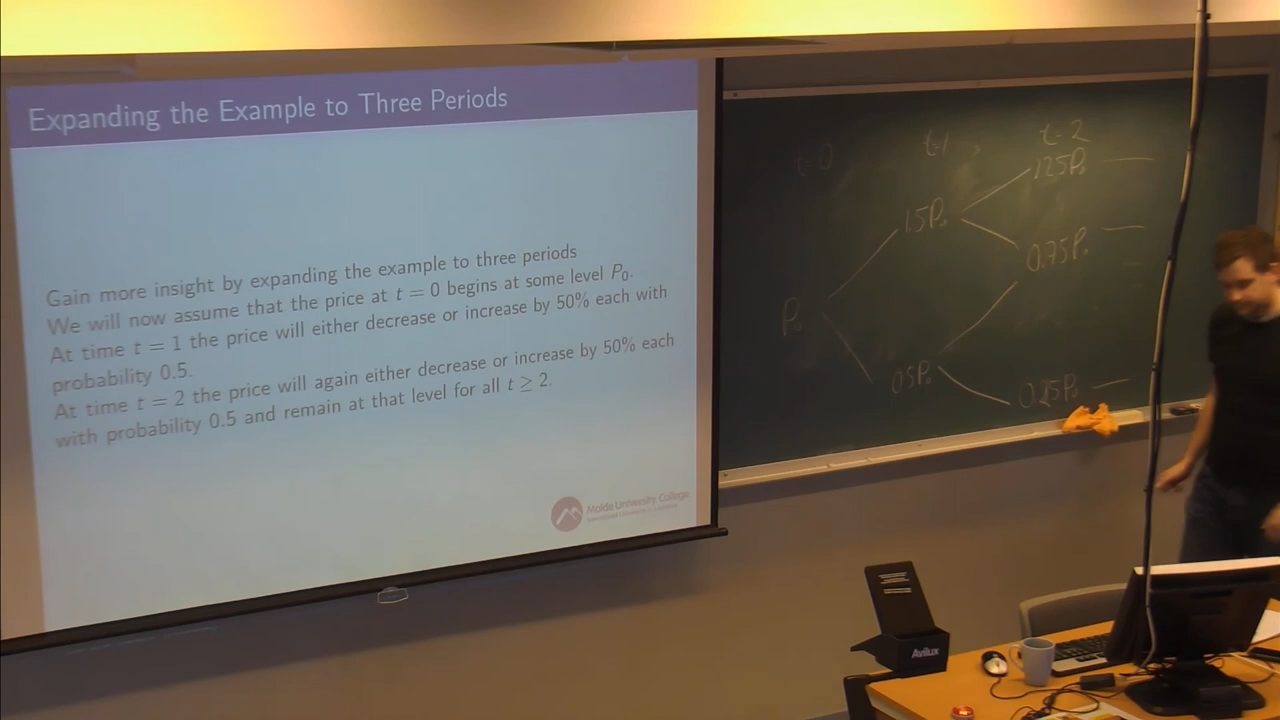 Expanding the Example to Three Periods
Gain more insight by expanding the example to three periods
We will now assume that the price at t = 0 begins at some level P₀.
At time t = 1 the price will either decrease or increase by 50% each with
probability 0.5.
At time t = 2 the price will again either decrease or increase by 50% each
with probability 0.5 and remain at that level for all t ≥ 2.
Molde University College
t=0
t=1
t=2
P₀
1.5P₀
0.5P₀
0.75P₀
0.25P₀
Avilux